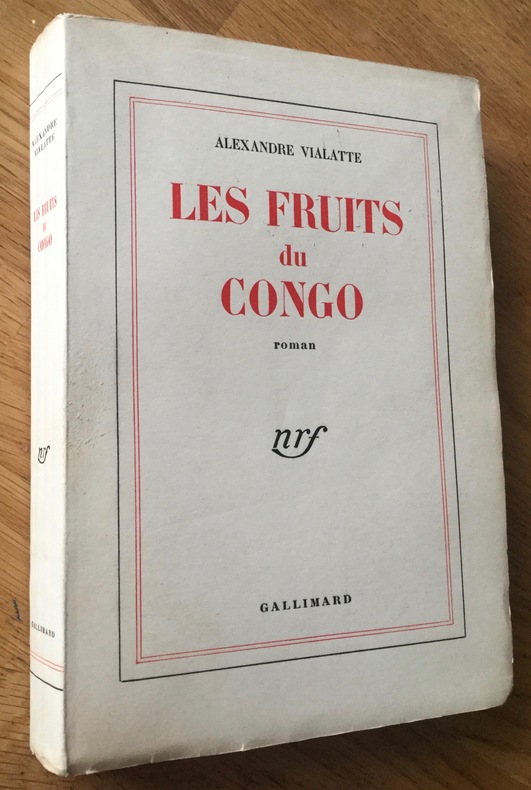 ALEXANDRE VIALATTE
LES FRUITS
du
CONGO
roman
nrf
GALLIMARD
ALEXANDRE
VIALATTE
LES FRUITS
DU
CONGO
nrf
GALLIMARD